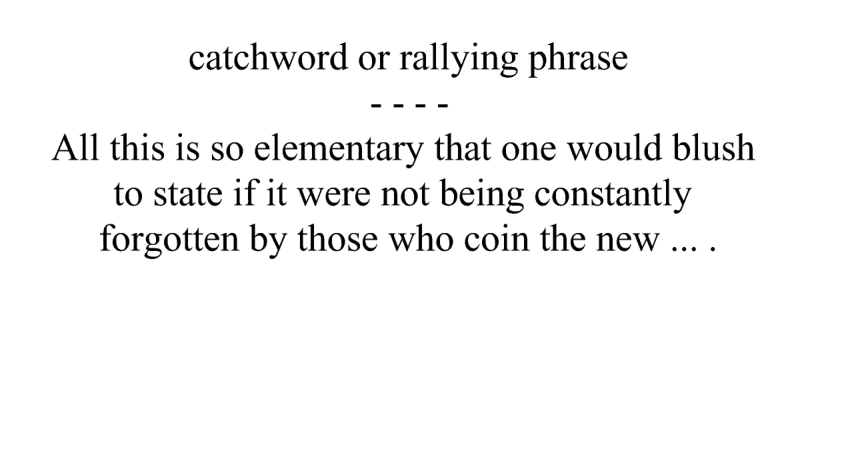 catchword or rallying phrase
- - - -
All this is so elementary that one would blush
to state if it were not being constantly
forgotten by those who coin the new ... .